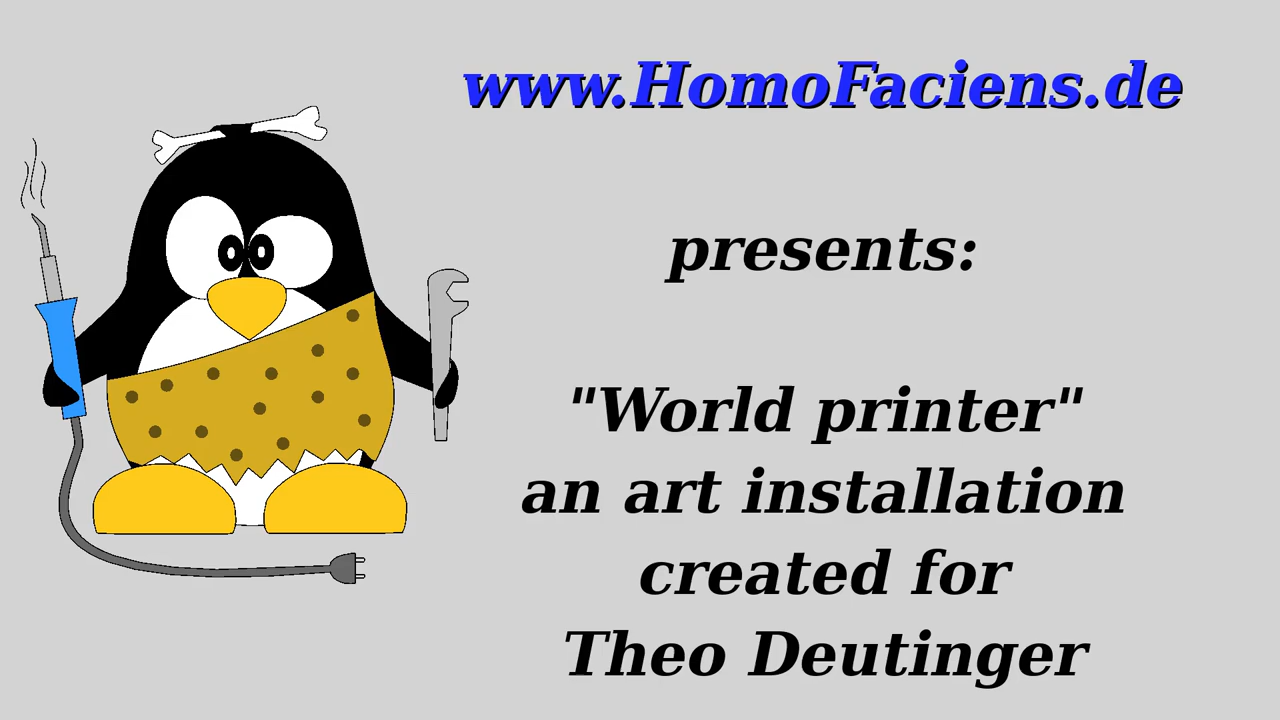 www.HomoFaciens.de
presents:
"World printer"
an art installation
created for
Theo Deutinger